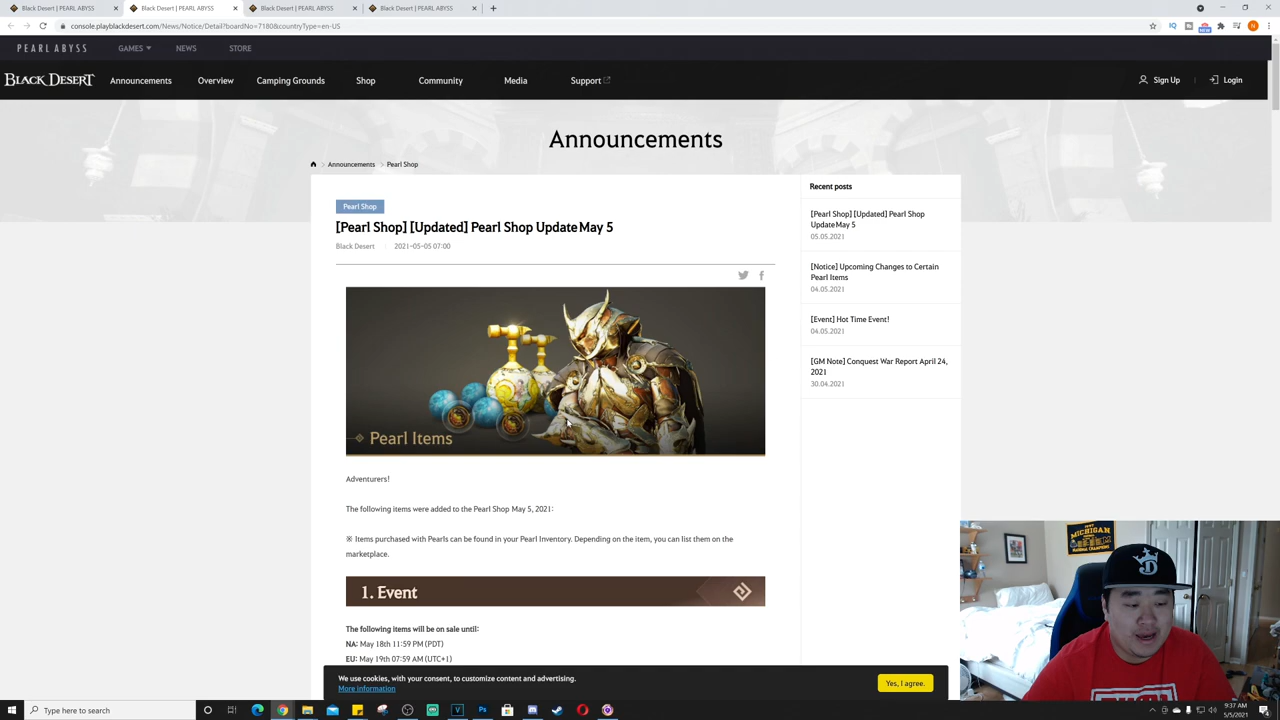 Black Desert | PEARL ABYSS
Black Desert | PEARL ABYSS
Black Desert | PEARL ABYSS
Black Desert | PEARL ABYSS
console.playblackdesert.com/News/Notice/Detail?boardNo=7180&countryType=en-US
PEARL ABYSS
GAMES
NEWS
STORE
BLACK DESERT
Announcements
Overview
Camping Grounds
Shop
Community
Media
Support
Sign Up
Login
Announcements
Announcements > Pearl Shop
Pearl Shop
[Pearl Shop] [Updated] Pearl Shop Update May 5
Black Desert
2021-05-05 07:00
Pearl Items
Adventurers!
The following items were added to the Pearl Shop May 5, 2021:
※ Items purchased with Pearls can be found in your Pearl Inventory. Depending on the item, you can list them on the
marketplace.
1. Event
The following items will be on sale until:
NA: May 18th 11:59 PM (PDT)
EU: May 19th 07:59 AM (UTC+1)
Recent posts
[Pearl Shop] [Updated] Pearl Shop
Update May 5
05.05.2021
[Notice] Upcoming Changes to Certain
Pearl Items
04.05.2021
[Event] Hot Time Event!
04.05.2021
[GM Note] Conquest War Report April 24,
2021
30.04.2021
We use cookies, with your consent, to customize content and advertising.
More information
Yes, I agree.
MICHIGAN
Type here to search
9:37 AM
5/5/2021